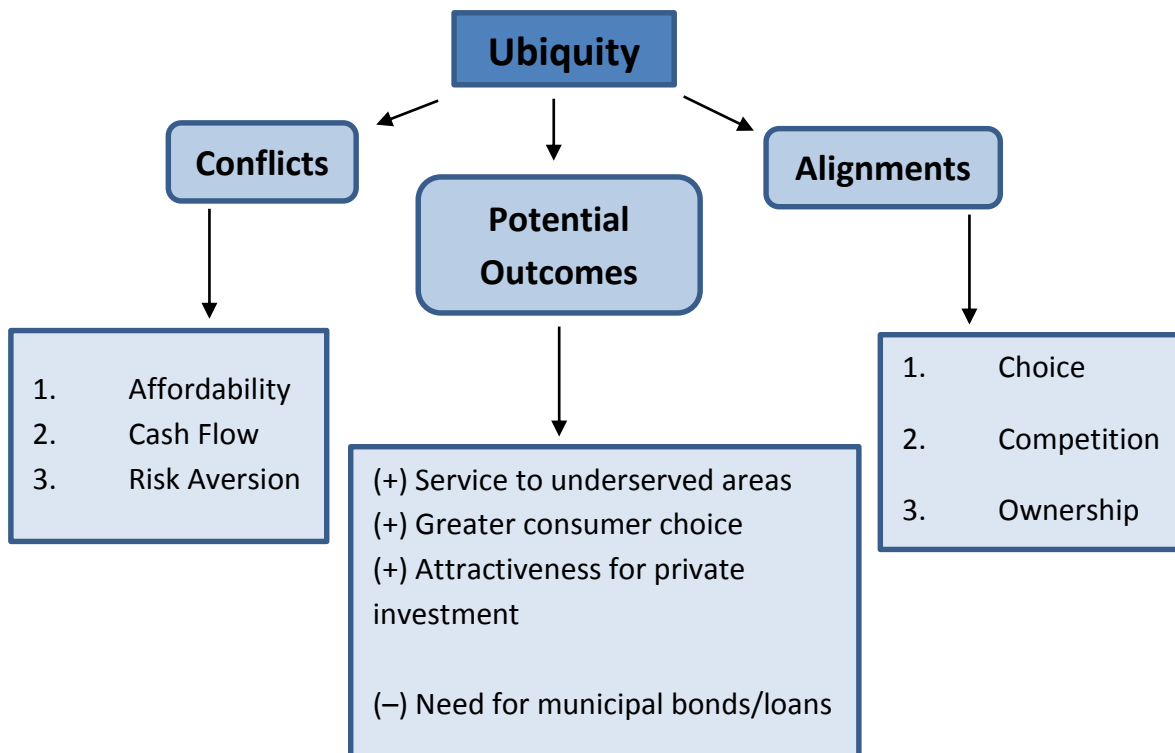 Ubiquity
Conflicts
Potential
Outcomes
Alignments
1. Affordability
2. Cash Flow
3. Risk Aversion
(+) Service to underserved areas
(+) Greater consumer choice
(+) Attractiveness for private
investment
(–) Need for municipal bonds/loans
1. Choice
2. Competition
3. Ownership